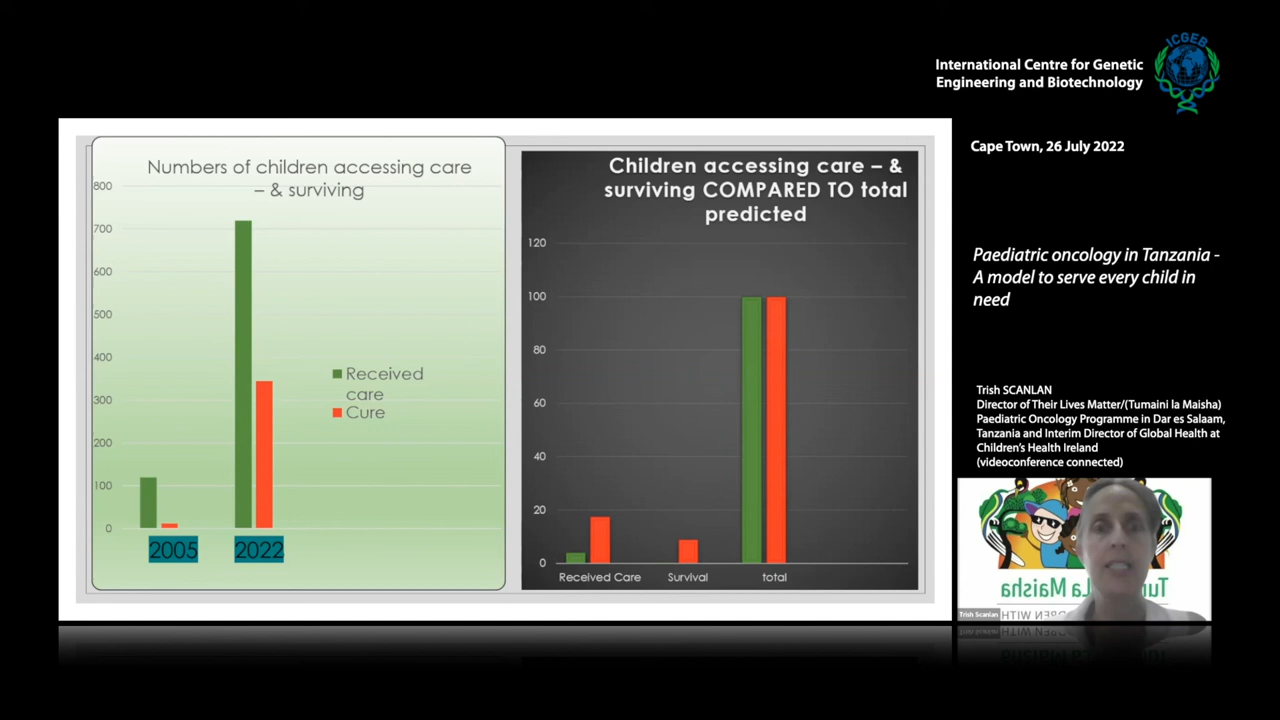 ICGEB
International Centre for Genetic
Engineering and Biotechnology
Cape Town, 26 July 2022
Paediatric oncology in Tanzania -
A model to serve every child in
need
Trish SCANLAN
Director of Their Lives Matter/(Tumaini la Maisha)
Paediatric Oncology Programme in Dar es Salaam,
Tanzania and Interim Director of Global Health at
Children's Health Ireland
(videoconference connected)
Numbers of children accessing care
– & surviving
800
700
600
500
400
300
200
100
0
Received
care
Cure
2005
2022
Children accessing care – &
surviving COMPARED TO total
predicted
120
100
80
60
40
20
0
Received Care
Survival
total
Tum La Maisha
WITH
Trish Scanlan